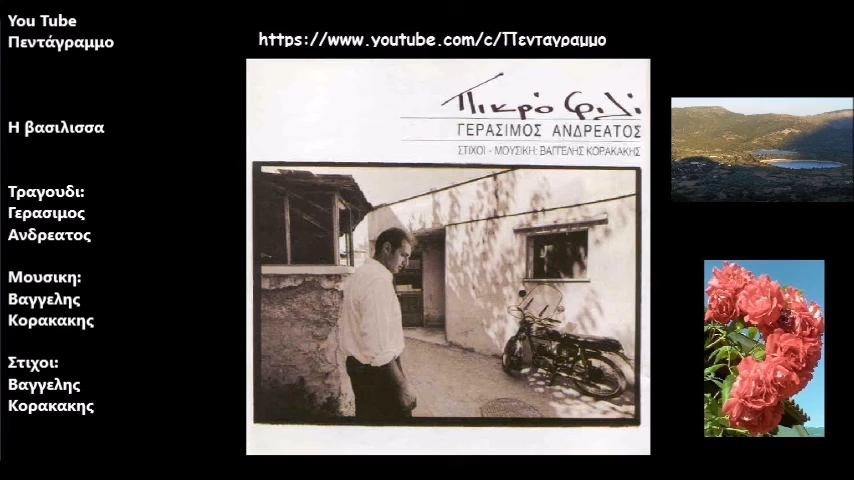 You Tube
Πεντάγραμμο
https://www.youtube.com/c/Πενταγραμμο
Πικρό Φιλί
ΓΕΡΑΣΙΜΟΣ ΑΝΔΡΕΑΤΟΣ
ΣΤΙΧΟΙ - ΜΟΥΣΙΚΗ: ΒΑΓΓΕΛΗΣ ΚΟΡΑΚΑΚΗΣ
Η βασιλισσα
Τραγουδι:
Γερασιμος
Ανδρεατος
Μουσικη:
Βαγγελης
Κορακακης
Στιχοι:
Βαγγελης
Κορακακης